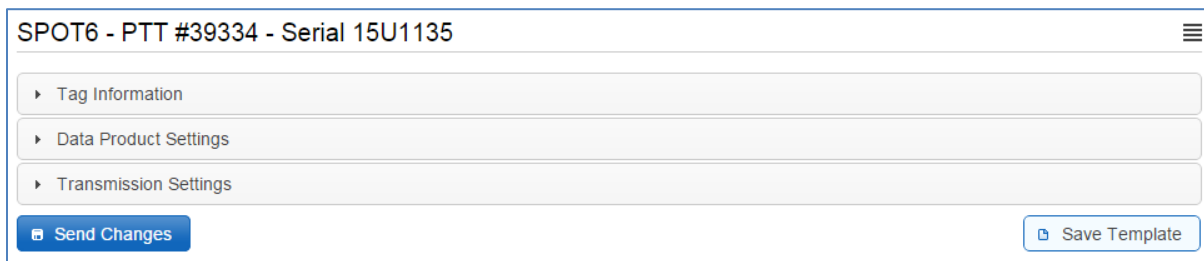 SPOT6 - PTT #39334 - Serial 15U1135
Tag Information
Data Product Settings
Transmission Settings
Send Changes
Save Template